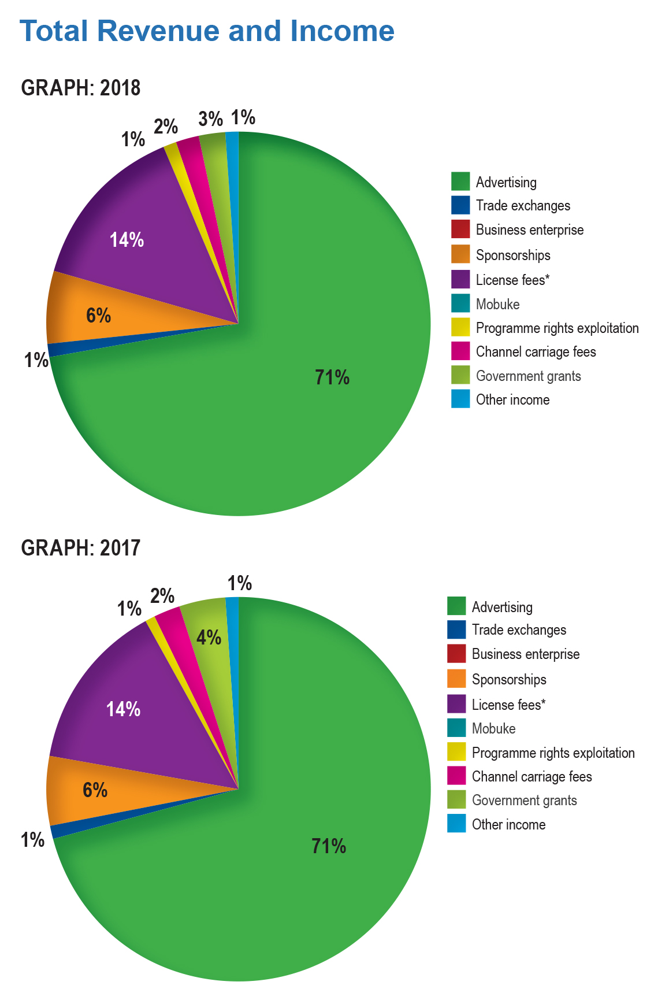 Total Revenue and Income
GRAPH: 2018
1%
2%
3%
1%
14%
6%
1%
71%
Advertising
Trade exchanges
Business enterprise
Sponsorships
License fees*
Mobuke
Programme rights exploitation
Channel carriage fees
Government grants
Other income
GRAPH: 2017
1%
2%
1%
4%
14%
6%
1%
71%
Advertising
Trade exchanges
Business enterprise
Sponsorships
License fees*
Mobuke
Programme rights exploitation
Channel carriage fees
Government grants
Other income